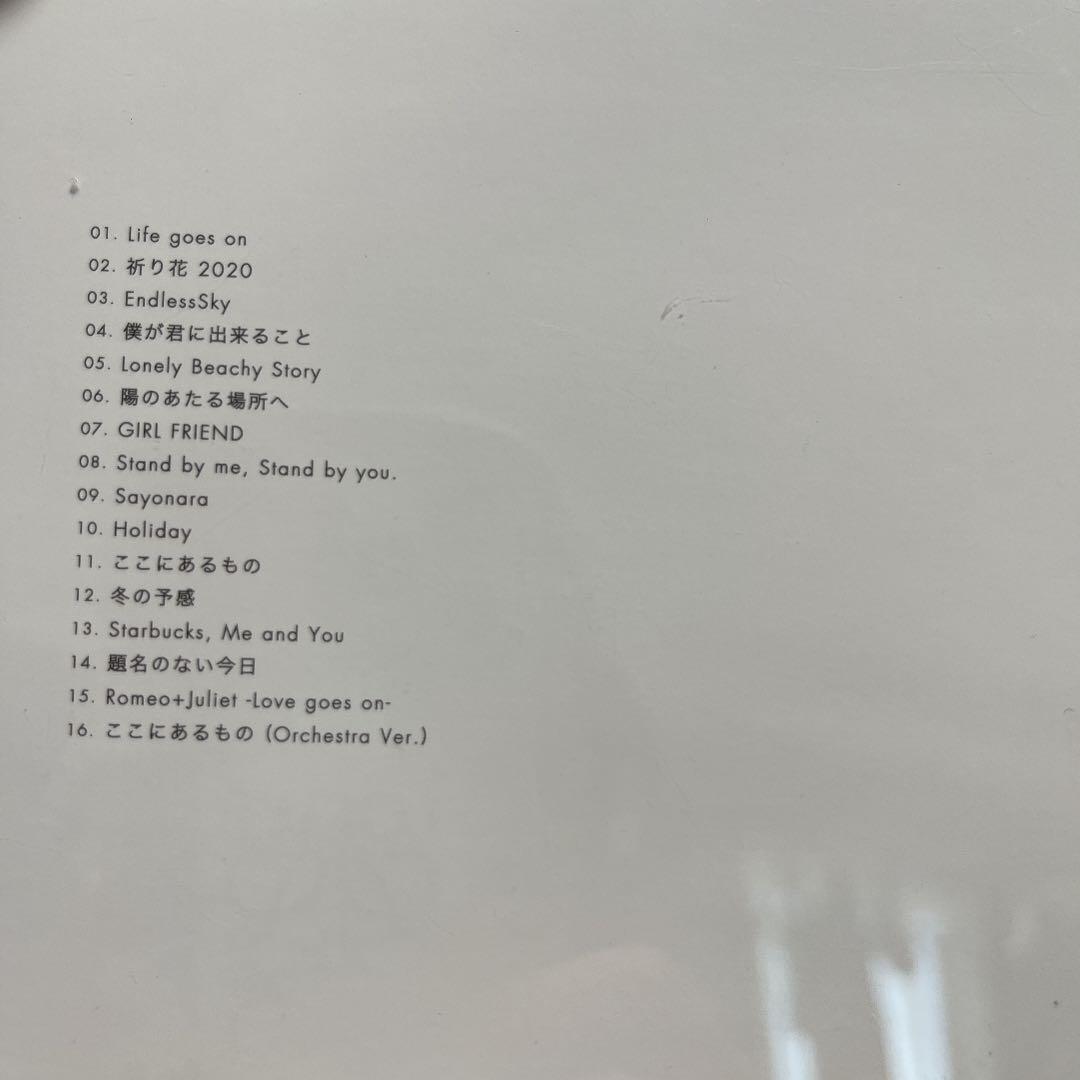 01. Life goes on
02. 祈り花 2020
03. EndlessSky
04. 僕が君に出来ること
05. Lonely Beachy Story
06. 陽のあたる場所へ
07. GIRL FRIEND
08. Stand by me, Stand by you.
09. Sayonara
10. Holiday
11. ここにあるもの
12. 冬の予感
13. Starbucks, Me and You
14. 題名のない今日
15. Romeo+Juliet -Love goes on-
16. ここにあるもの (Orchestra Ver.)